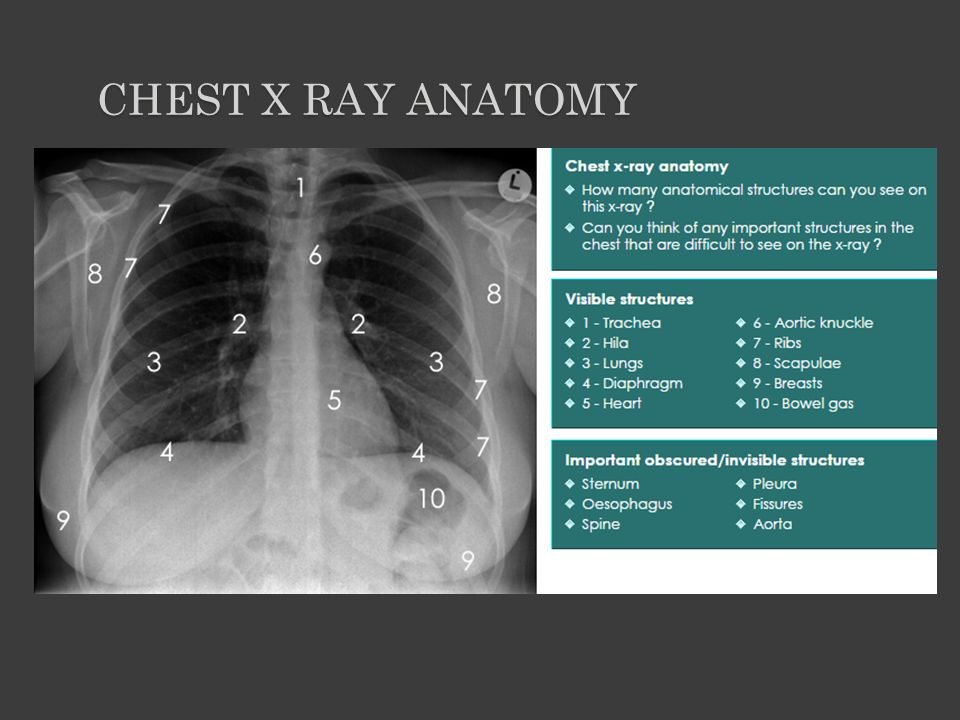 CHEST X RAY ANATOMY
1
L
7
6
8
7
8
2
2
3
3
7
5
4
4
7
10
9
9
Chest x-ray anatomy
How many anatomical structures can you see on
this x-ray ?
Can you think of any important structures in the
chest that are difficult to see on the x-ray ?
Visible structures
1 - Trachea
2 - Hila
3 - Lungs
4 - Diaphragm
5 - Heart
6 - Aortic knuckle
7 - Ribs
8 - Scapulae
9 - Breasts
10 - Bowel gas
Important obscured/invisible structures
Sternum
Oesophagus
Spine
Pleura
Fissures
Aorta